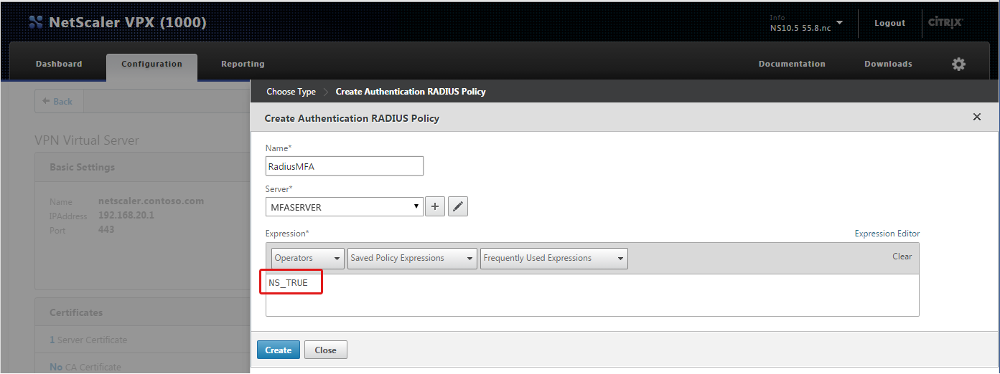 NetScaler VPX (1000)
Info
NS10.5 55.8.nc
Logout
CITRIX
Dashboard
Configuration
Reporting
Documentation
Downloads
Back
Choose Type
Create Authentication RADIUS Policy
Create Authentication RADIUS Policy
VPN Virtual Server
Basic Settings
Name netscaler.contoso.com
IPAddress 192.168.20.1
Port 443
Certificates
1 Server Certificate
No CA Certificate
Name*
RadiusMFA
Server*
MFASERVER
Expression*
Expression Editor
Operators
Saved Policy Expressions
Frequently Used Expressions
Clear
NS_TRUE
Create
Close